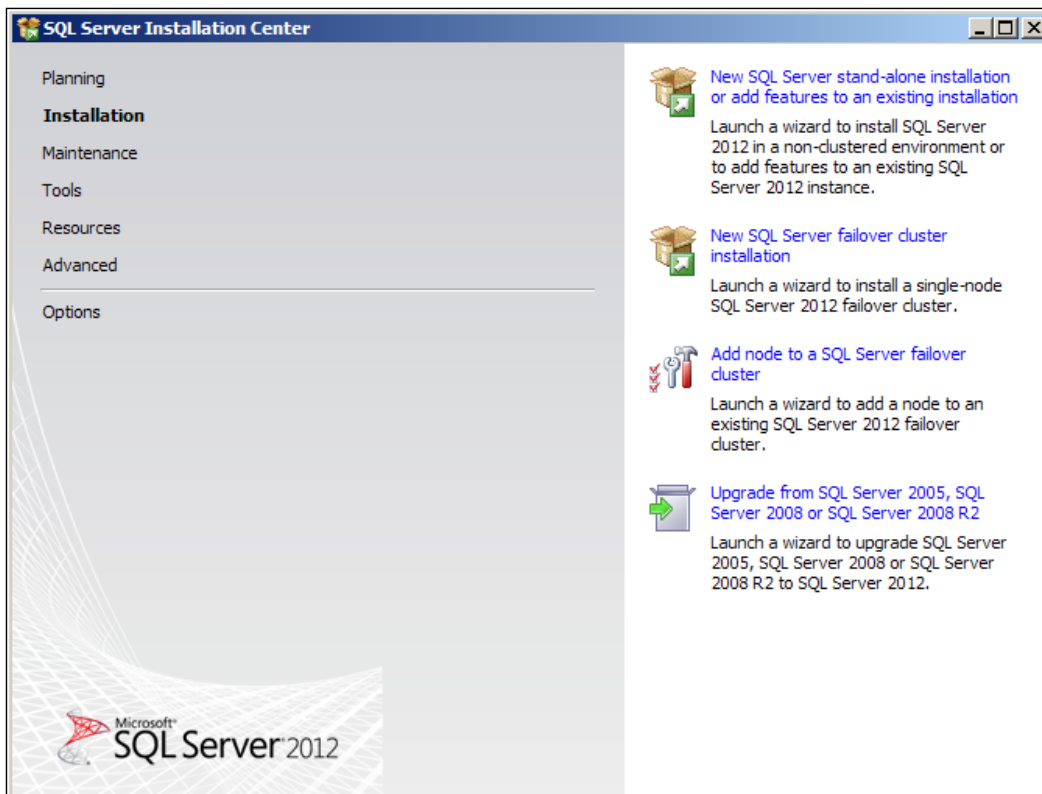 SQL Server Installation Center
Planning
Installation
Maintenance
Tools
Resources
Advanced
Options
New SQL Server stand-alone installation
or add features to an existing installation
Launch a wizard to install SQL Server
2012 in a non-clustered environment or
to add features to an existing SQL
Server 2012 instance.
New SQL Server failover cluster
installation
Launch a wizard to install a single-node
SQL Server 2012 failover cluster.
Add node to a SQL Server failover
cluster
Launch a wizard to add a node to an
existing SQL Server 2012 failover
cluster.
Upgrade from SQL Server 2005, SQL
Server 2008 or SQL Server 2008 R2
Launch a wizard to upgrade SQL Server
2005, SQL Server 2008 or SQL Server
2008 R2 to SQL Server 2012.
Microsoft®
SQL Server® 2012